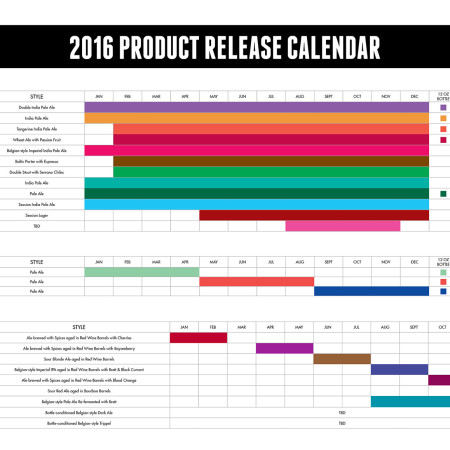 2016 PRODUCT RELEASE CALENDAR
STYLE JAN FEB MAR APR MAY JUN JUL AUG SEPT OCT NOV DEC 12 OZ BOTTLE
Double India Pale Ale
India Pale Ale
Tangerine India Pale Ale
Wheat Ale with Passion Fruit
Belgian-style Imperial India Pale Ale
Baltic Porter with Espresso
Double Stout with Serrano Chiles
India Pale Ale
Pale Ale
Session India Pale Ale
Session Lager
TBD
STYLE JAN FEB MAR APR MAY JUN JUL AUG SEPT OCT NOV DEC 12 OZ BOTTLE
Pale Ale
Pale Ale
Pale Ale
STYLE JAN FEB MAR APR MAY JUN JUL AUG SEPT OCT
Ale brewed with Spices aged in Red Wine Barrels with Cherries
Ale brewed with Spices aged in Red Wine Barrels with Boysenberry
Sour Blonde Ale aged in Red Wine Barrels
Belgian-style Imperial IPA aged in Red Wine Barrels with Brett & Black Currant
Ale brewed with Spices aged in Red Wine Barrels with Blood Orange
Sour Red Ale aged in Bourbon Barrels
Belgian-style Pale Ale Re-fermented with Brett
Bottle-conditioned Belgian-style Dark Ale TBD
Bottle-conditioned Belgian-style Trippel TBD